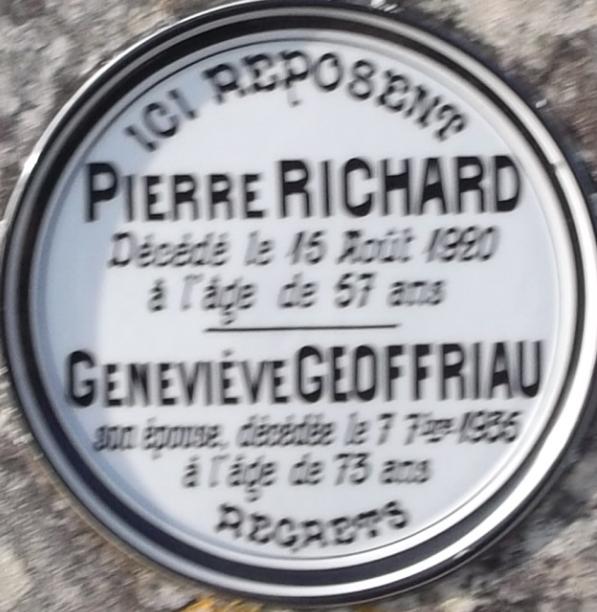 ICI REPOSENT
PIERRE RICHARD
Décédé le 15 Août 1920
à l'âge de 57 ans
GENEVIÈVE GEOFFRIAU
son épouse, décédée le 7 7bre 1936
à l'âge de 73 ans
REGRETS